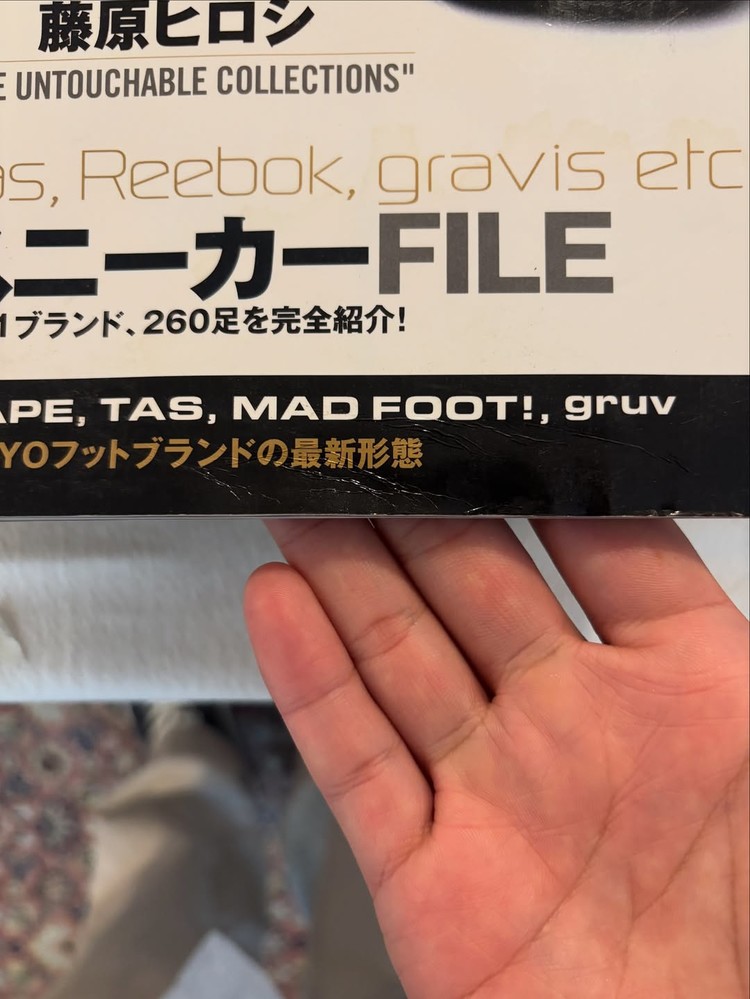 藤原ヒロシ
E UNTOUCHABLE COLLECTIONS"
as, Reebok, gravis etc
スニーカーFILE
1ブランド、260足を完全紹介!
APE, TAS, MAD FOOT!, gruv
YOフットブランドの最新形態